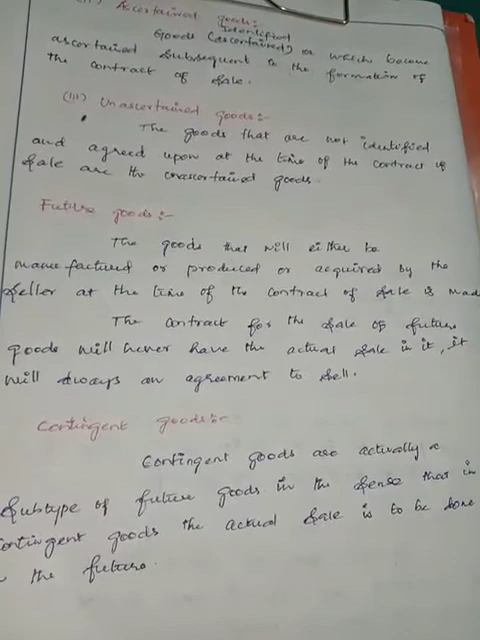 Ascertained goods:-
Identified
Goods (ascertained) or which become
ascertained subsequent to the formation of
the contract of sale.
(iii) Unascertained goods:-
The goods that are not identified
and agreed upon at the time of the contract of
sale are the unascertained goods.
Future goods:-
The goods that will either be
manufactured or produced or acquired by the
seller at the time of the contract of sale is mad
The contract for the sale of future
goods will never have the actual sale in it, it
will always an agreement to sell.
Contingent goods:-
Contingent goods are actually a
subtype of future goods in the sense that in
contingent goods the actual sale is to be done
the future.